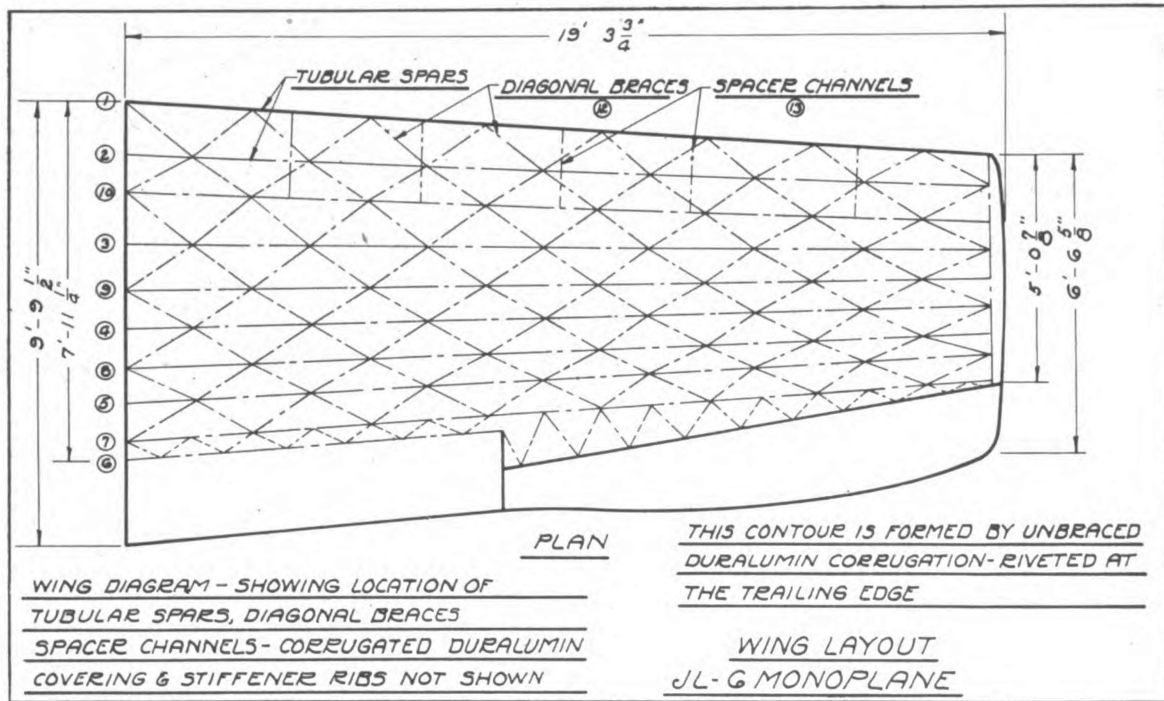 19' 3 3/4"
TUBULAR SPARS
DIAGONAL BRACES
SPACER CHANNELS
⑫
⑬
①
②
⑩
③
⑨
④
⑧
⑤
⑦
⑥
9'-9 1/2"
7'-11 1/4"
5'-0 7/8"
6'-6 5/8"
PLAN
WING DIAGRAM - SHOWING LOCATION OF
TUBULAR SPARS, DIAGONAL BRACES
SPACER CHANNELS - CORRUGATED DURALUMIN
COVERING & STIFFENER RIBS NOT SHOWN
THIS CONTOUR IS FORMED BY UNBRACED
DURALUMIN CORRUGATION - RIVETED AT
THE TRAILING EDGE
WING LAYOUT
JL-6 MONOPLANE